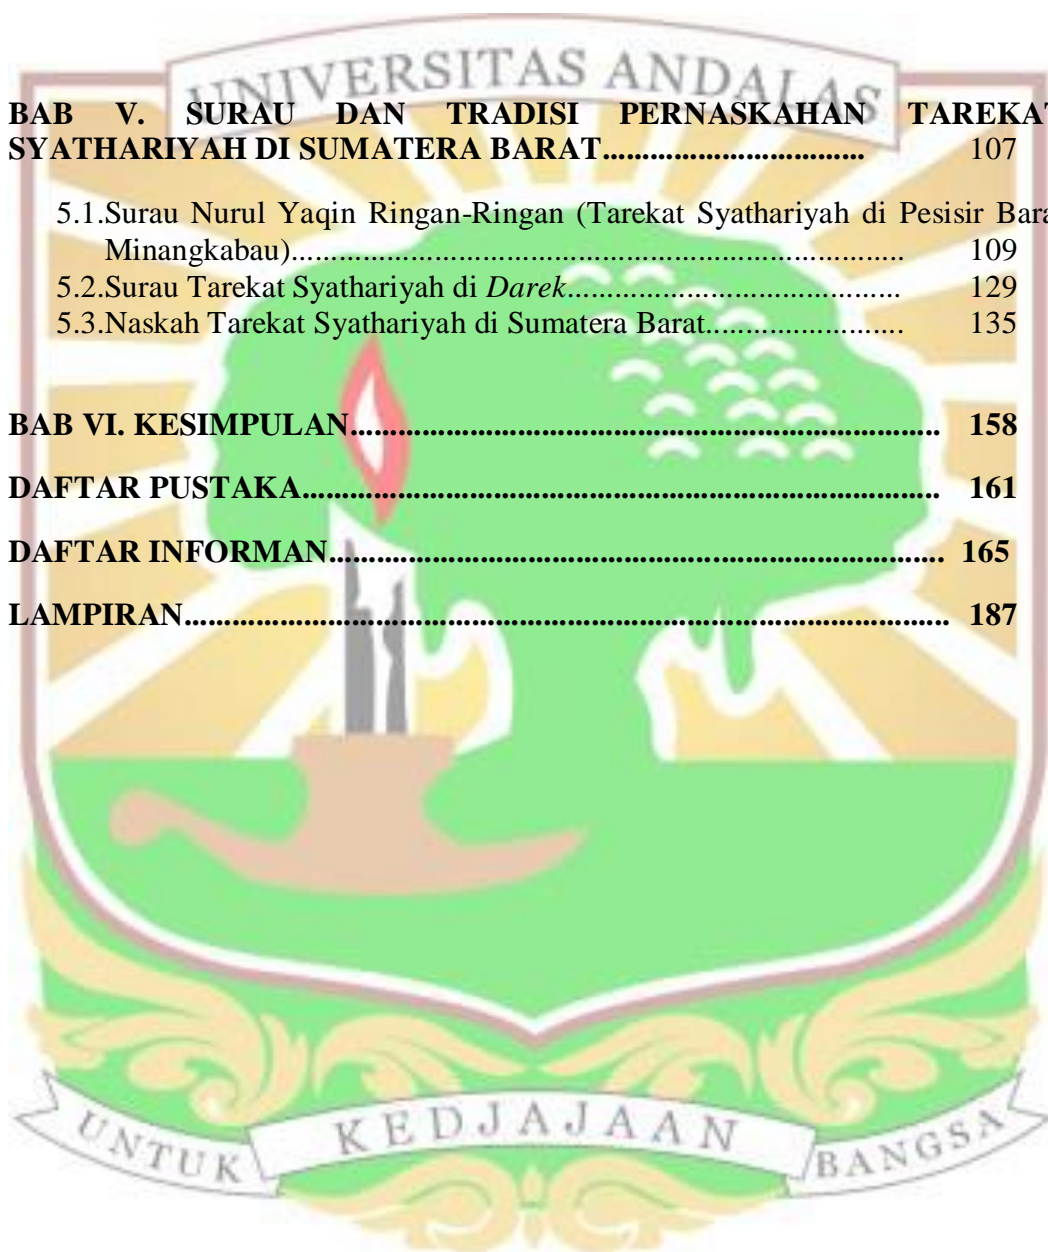 UNIVERSITAS ANDALAS
BAB V. SURAU DAN TRADISI PERNASKAHAN TAREKAT
SYATHARIYAH DI SUMATERA BARAT................................ 107
5.1.Surau Nurul Yaqin Ringan-Ringan (Tarekat Syathariyah di Pesisir Bara
Minangkabau)............................................................................. 109
5.2.Surau Tarekat Syathariyah di Darek.......................................... 129
5.3.Naskah Tarekat Syathariyah di Sumatera Barat......................... 135
BAB VI. KESIMPULAN.......................................................................... 158
DAFTAR PUSTAKA................................................................................ 161
DAFTAR INFORMAN............................................................................. 165
LAMPIRAN................................................................................................ 187
UNTUK KEDJAJAAN BANGSA